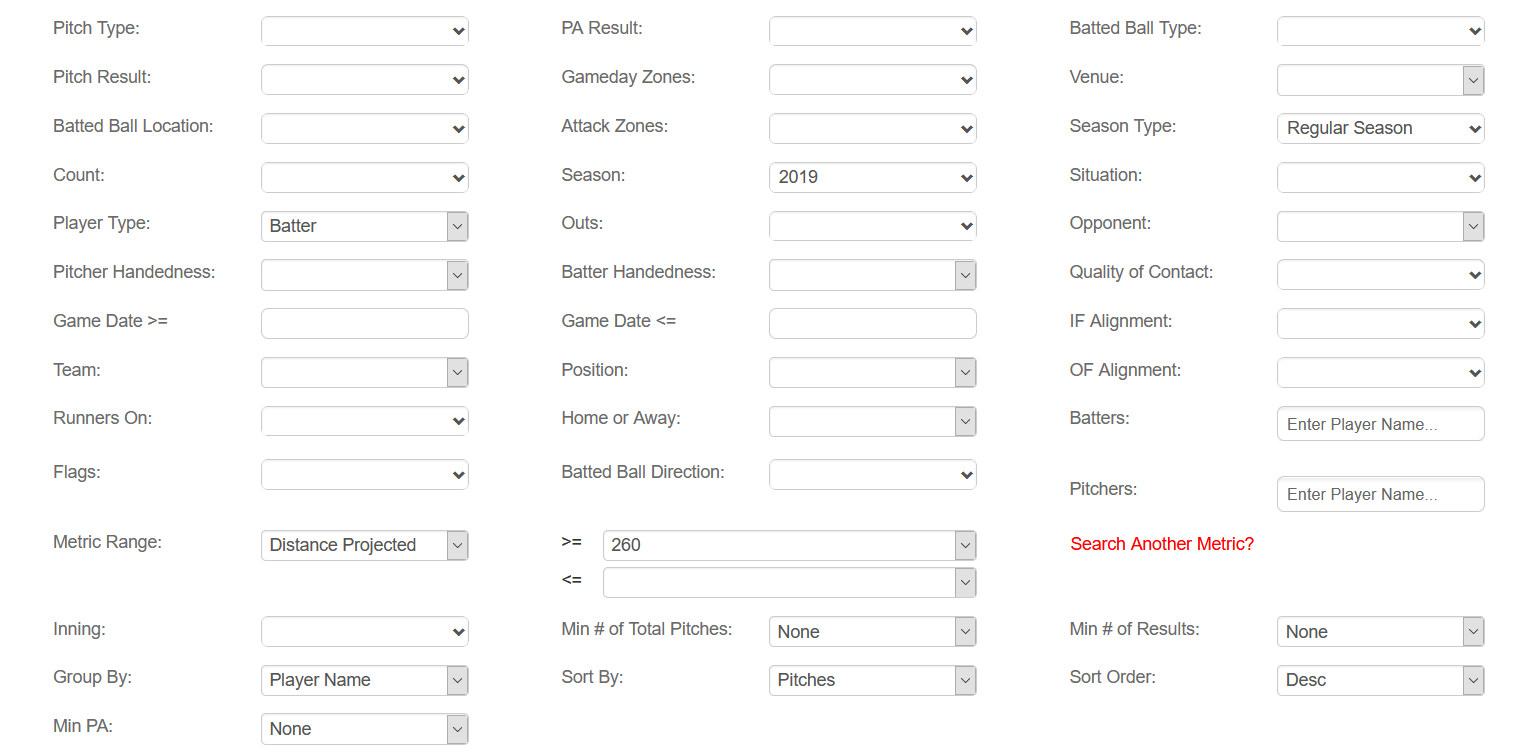 Pitch Type: PA Result: Batted Ball Type:
Pitch Result: Gameday Zones: Venue:
Batted Ball Location: Attack Zones: Season Type: Regular Season
Count: Season: 2019 Situation:
Player Type: Batter Outs: Opponent:
Pitcher Handedness: Batter Handedness: Quality of Contact:
Game Date >= Game Date <= IF Alignment:
Team: Position: OF Alignment:
Runners On: Home or Away: Batters: Enter Player Name...
Flags: Batted Ball Direction:
Pitchers: Enter Player Name...
Metric Range: Distance Projected >= 260 Search Another Metric?
<=
Inning: Min # of Total Pitches: None Min # of Results: None
Group By: Player Name Sort By: Pitches Sort Order: Desc
Min PA: None